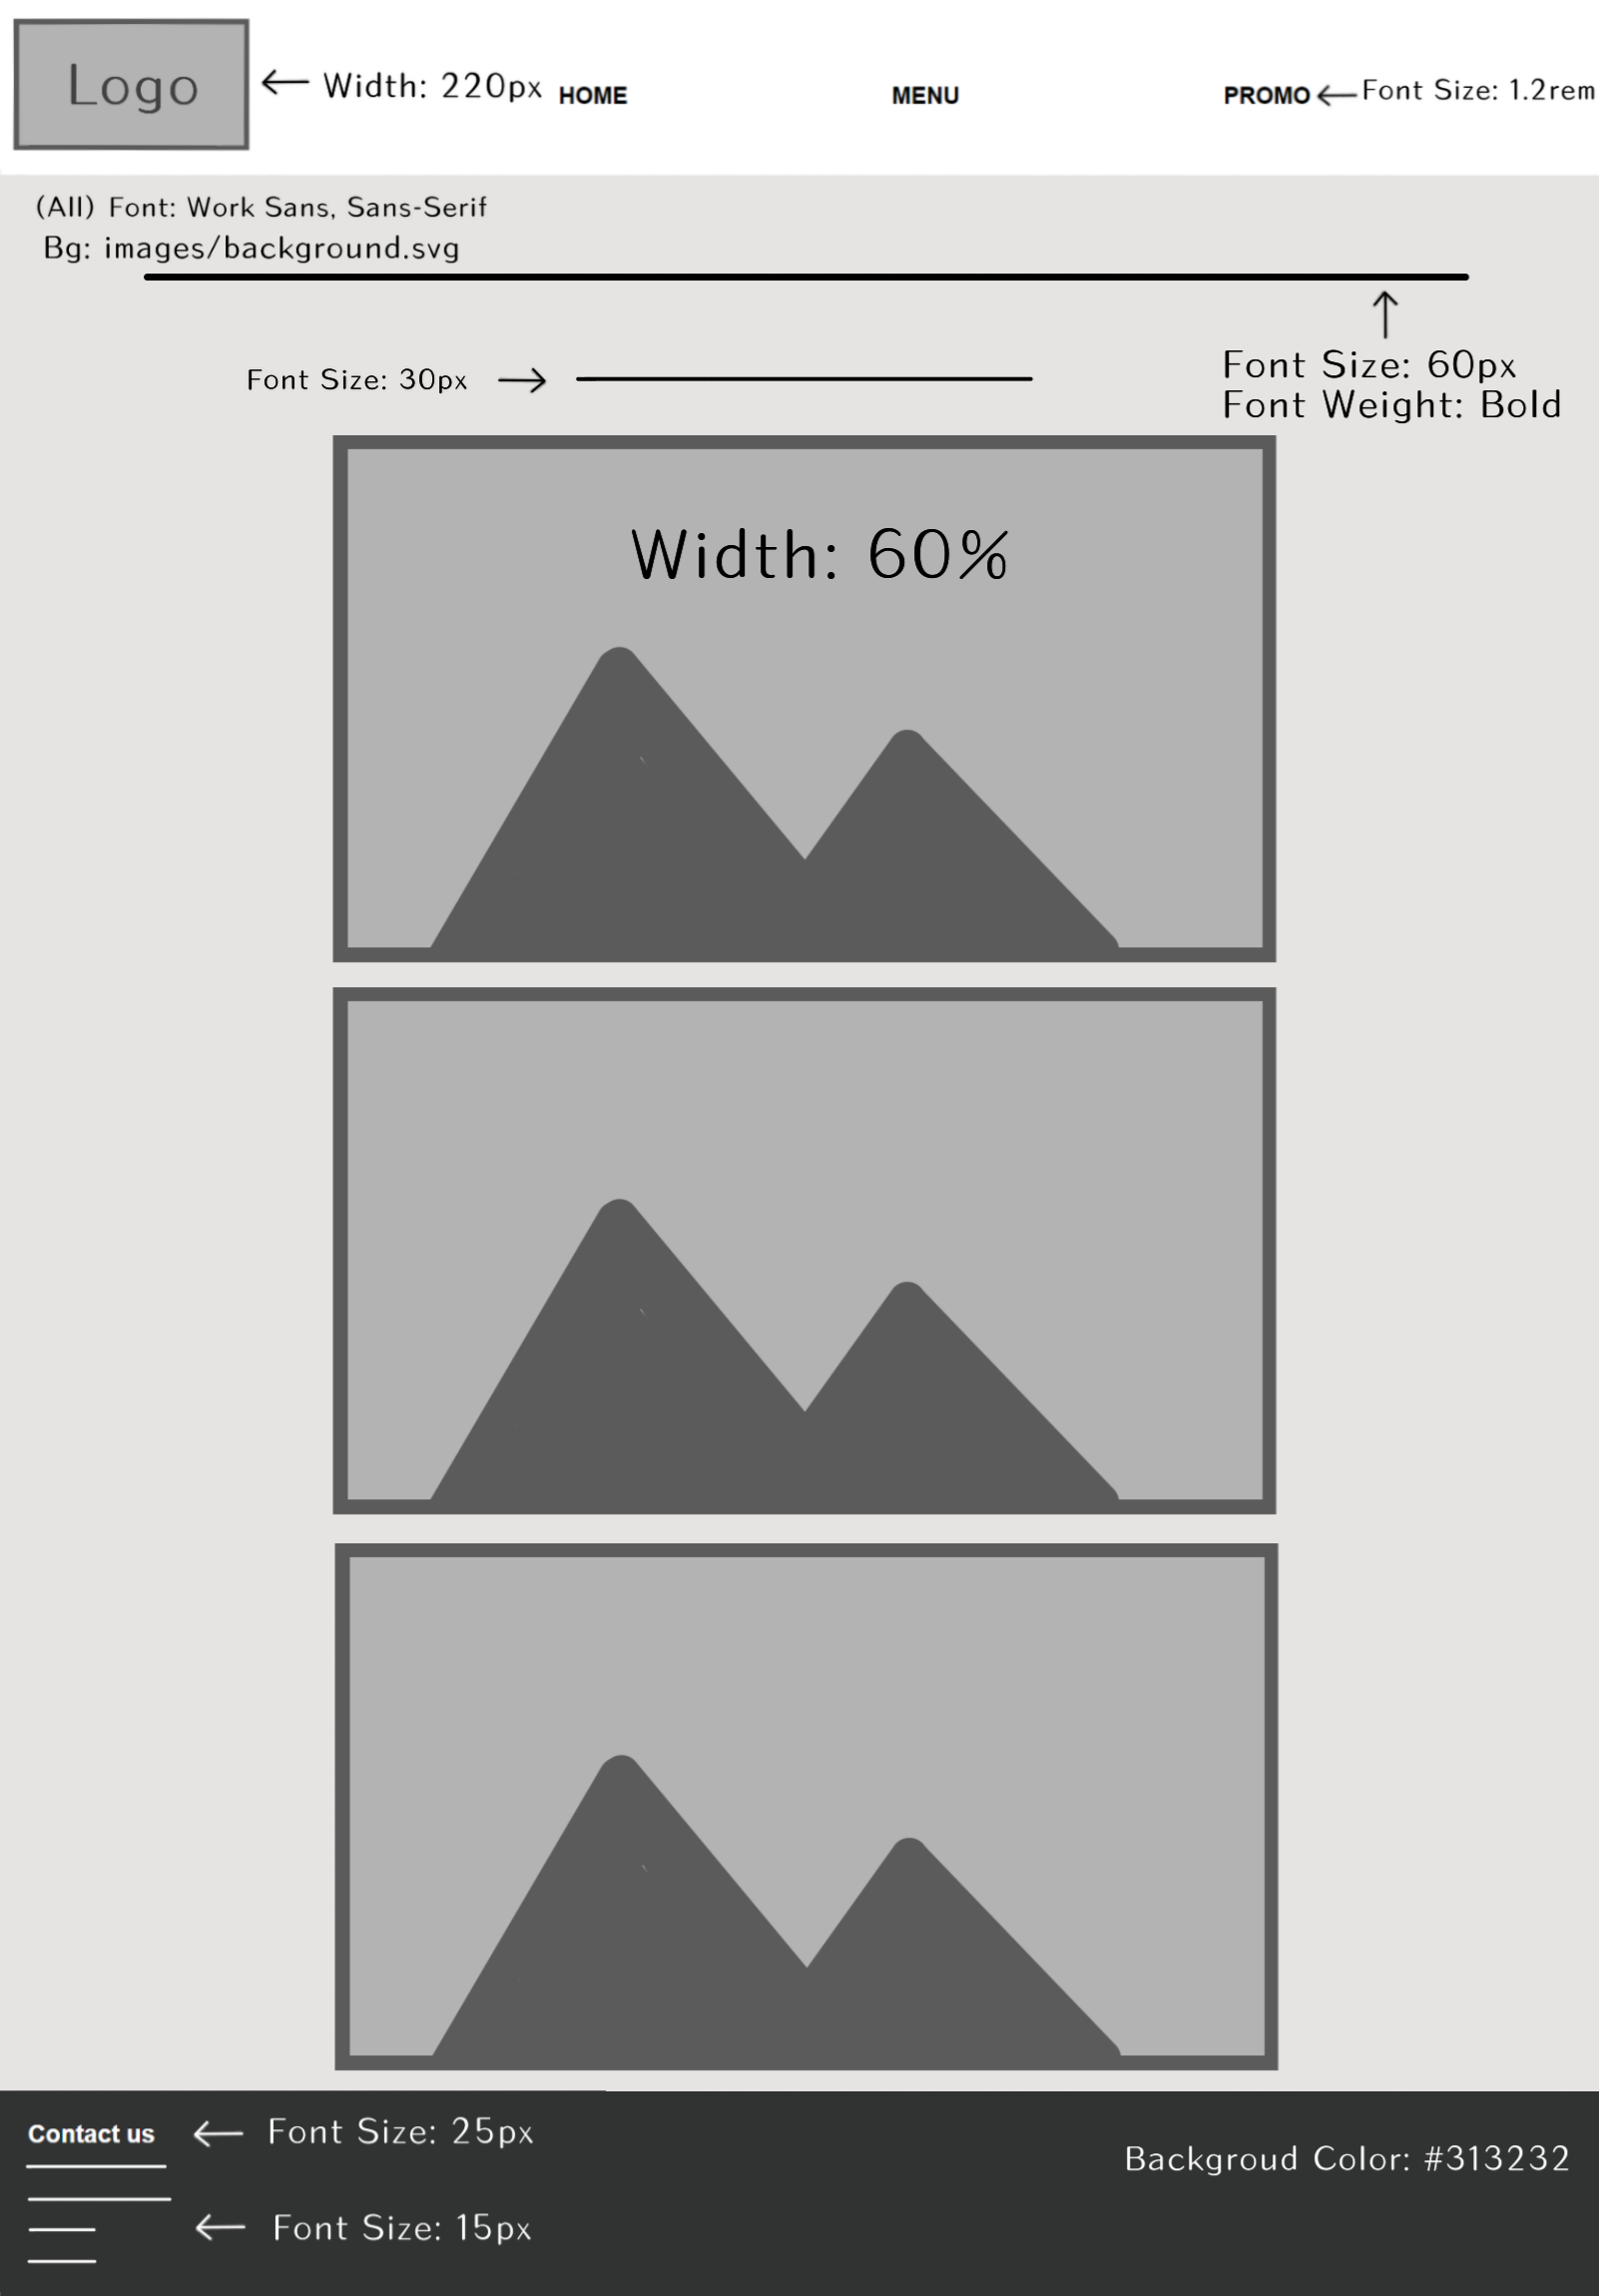 Logo
Width: 220px
HOME
MENU
PROMO
Font Size: 1.2rem
(All) Font: Work Sans, Sans-Serif
Bg: images/background.svg
Font Size: 60px
Font Weight: Bold
Font Size: 30px
Width: 60%
Contact us
Font Size: 25px
Backgroud Color: #313232
Font Size: 15px